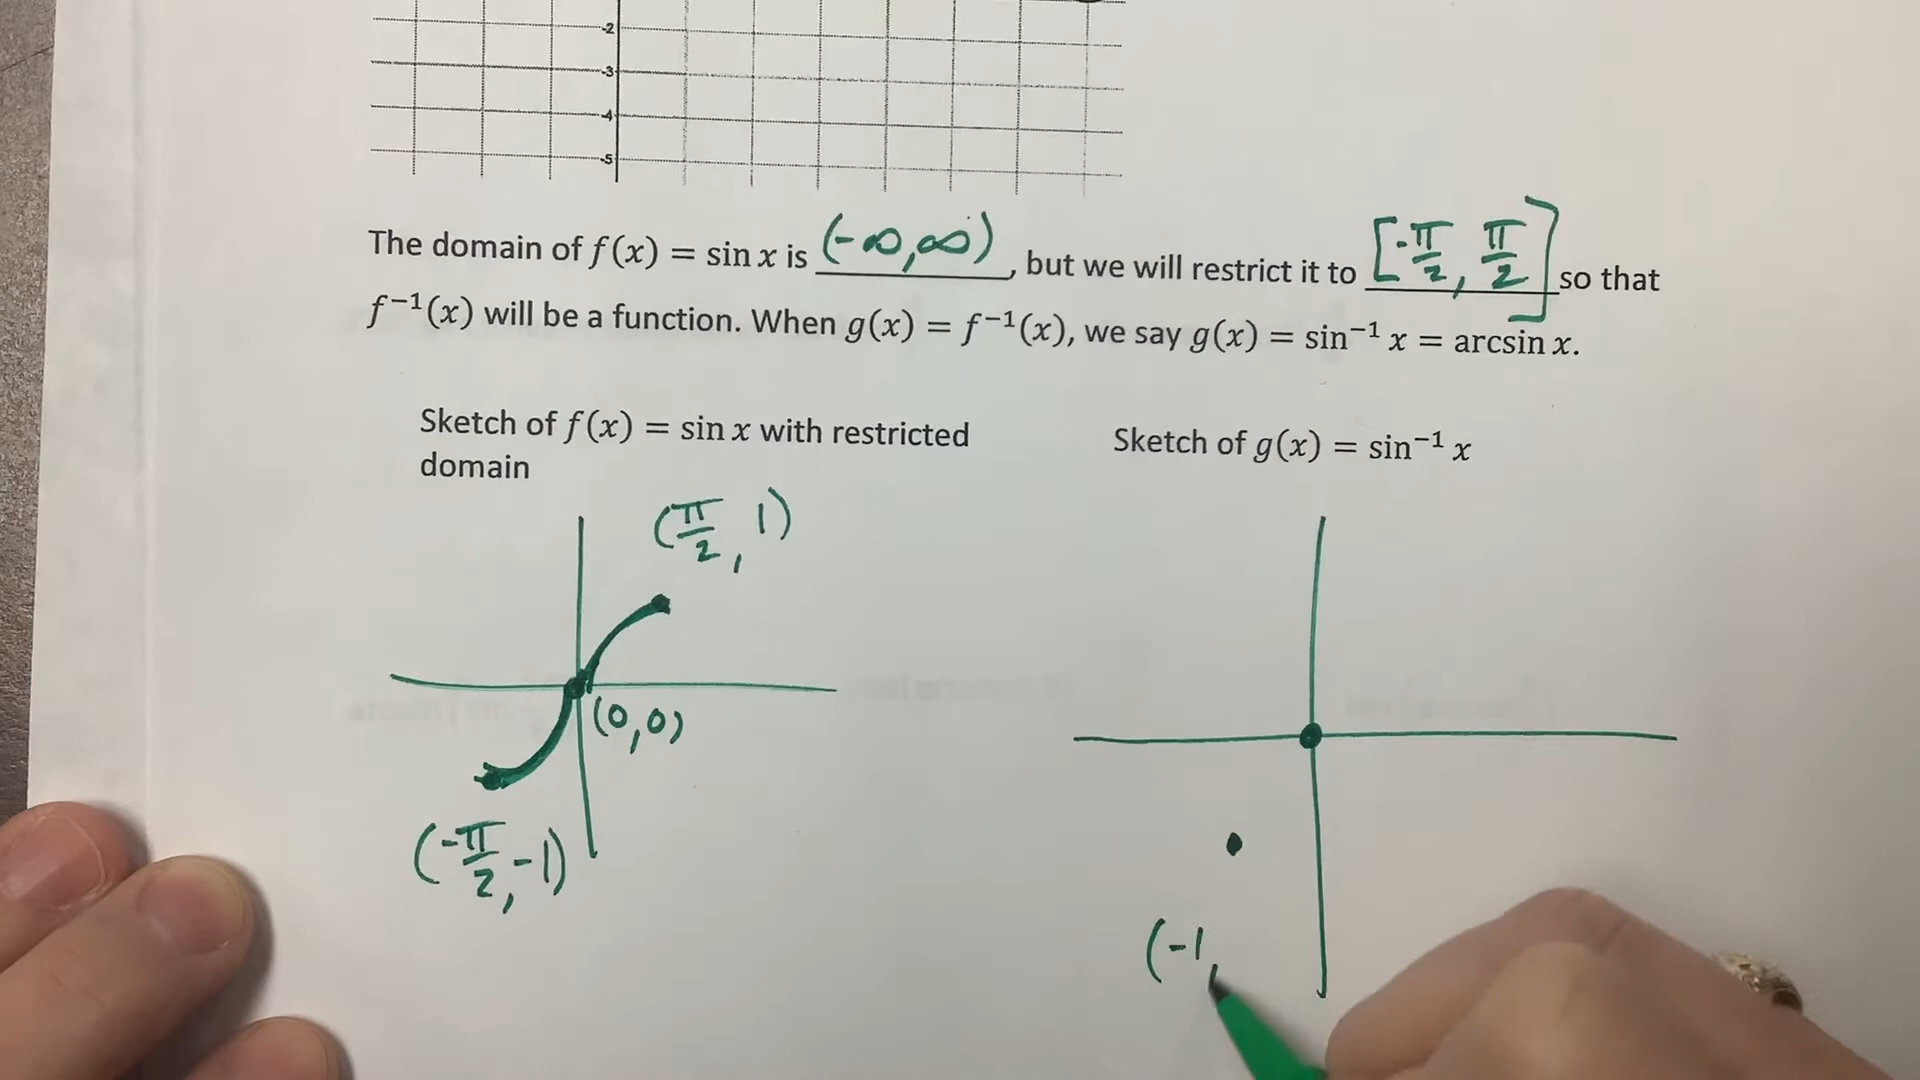 -2
-3
-4
-5
The domain of f(x) = sin x is (-∞,∞), but we will restrict it to [-π/2, π/2] so that
f⁻¹(x) will be a function. When g(x) = f⁻¹(x), we say g(x) = sin⁻¹ x = arcsin x.
Sketch of f(x) = sin x with restricted
domain
Sketch of g(x) = sin⁻¹ x
(π/2, 1)
(0,0)
(-π/2, -1)
(-1,